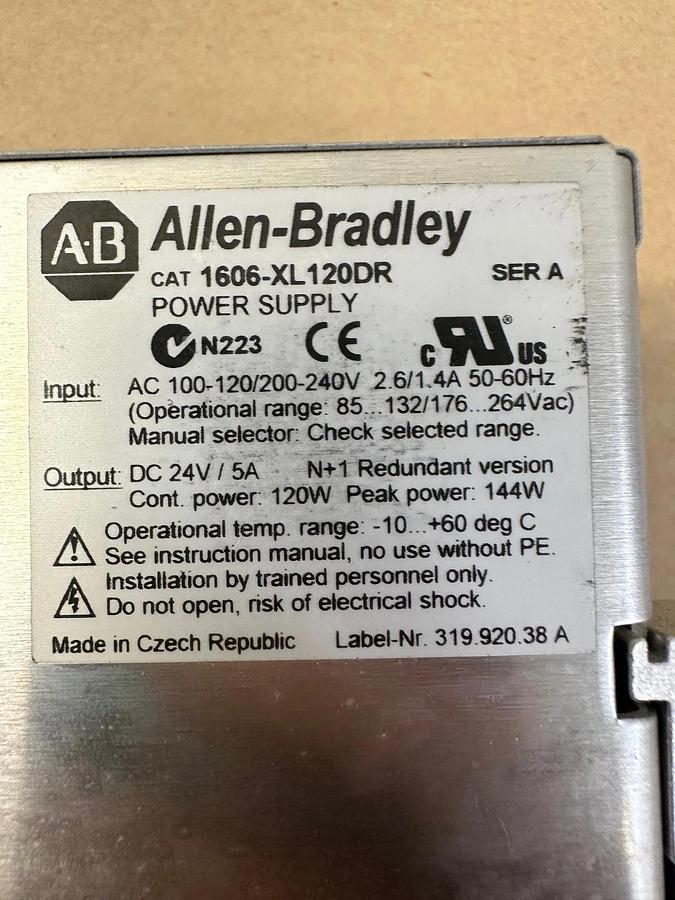 A·B Allen-Bradley
CAT 1606-XL120DR SER A
POWER SUPPLY
N223 CE c RU ® US
Input: AC 100-120/200-240V 2.6/1.4A 50-60Hz
(Operational range: 85...132/176...264Vac)
Manual selector: Check selected range.
Output: DC 24V / 5A N+1 Redundant version
Cont. power: 120W Peak power: 144W
Operational temp. range: -10...+60 deg C
See instruction manual, no use without PE.
Installation by trained personnel only.
Do not open, risk of electrical shock.
Made in Czech Republic Label-Nr. 319.920.38 A